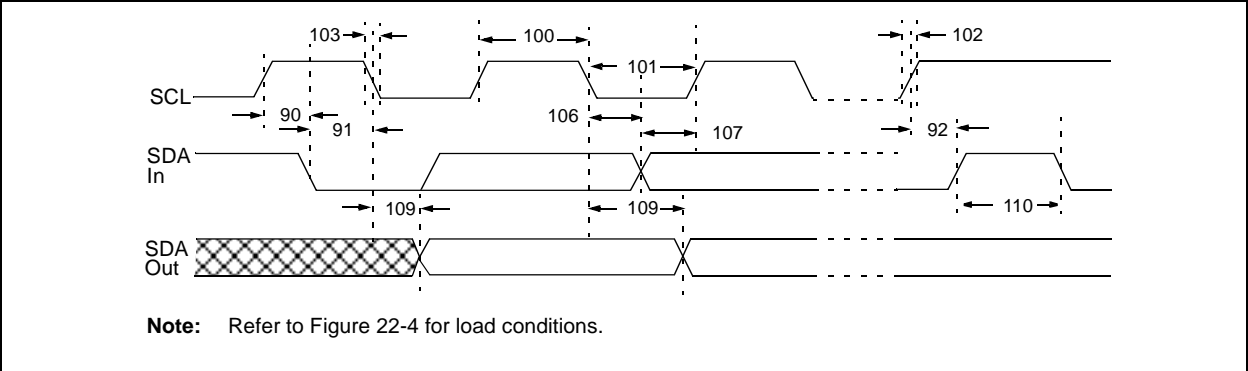 103
100
101
102
SCL
90
91
106
107
92
SDA
In
109
109
110
SDA
Out
Note: Refer to Figure 22-4 for load conditions.